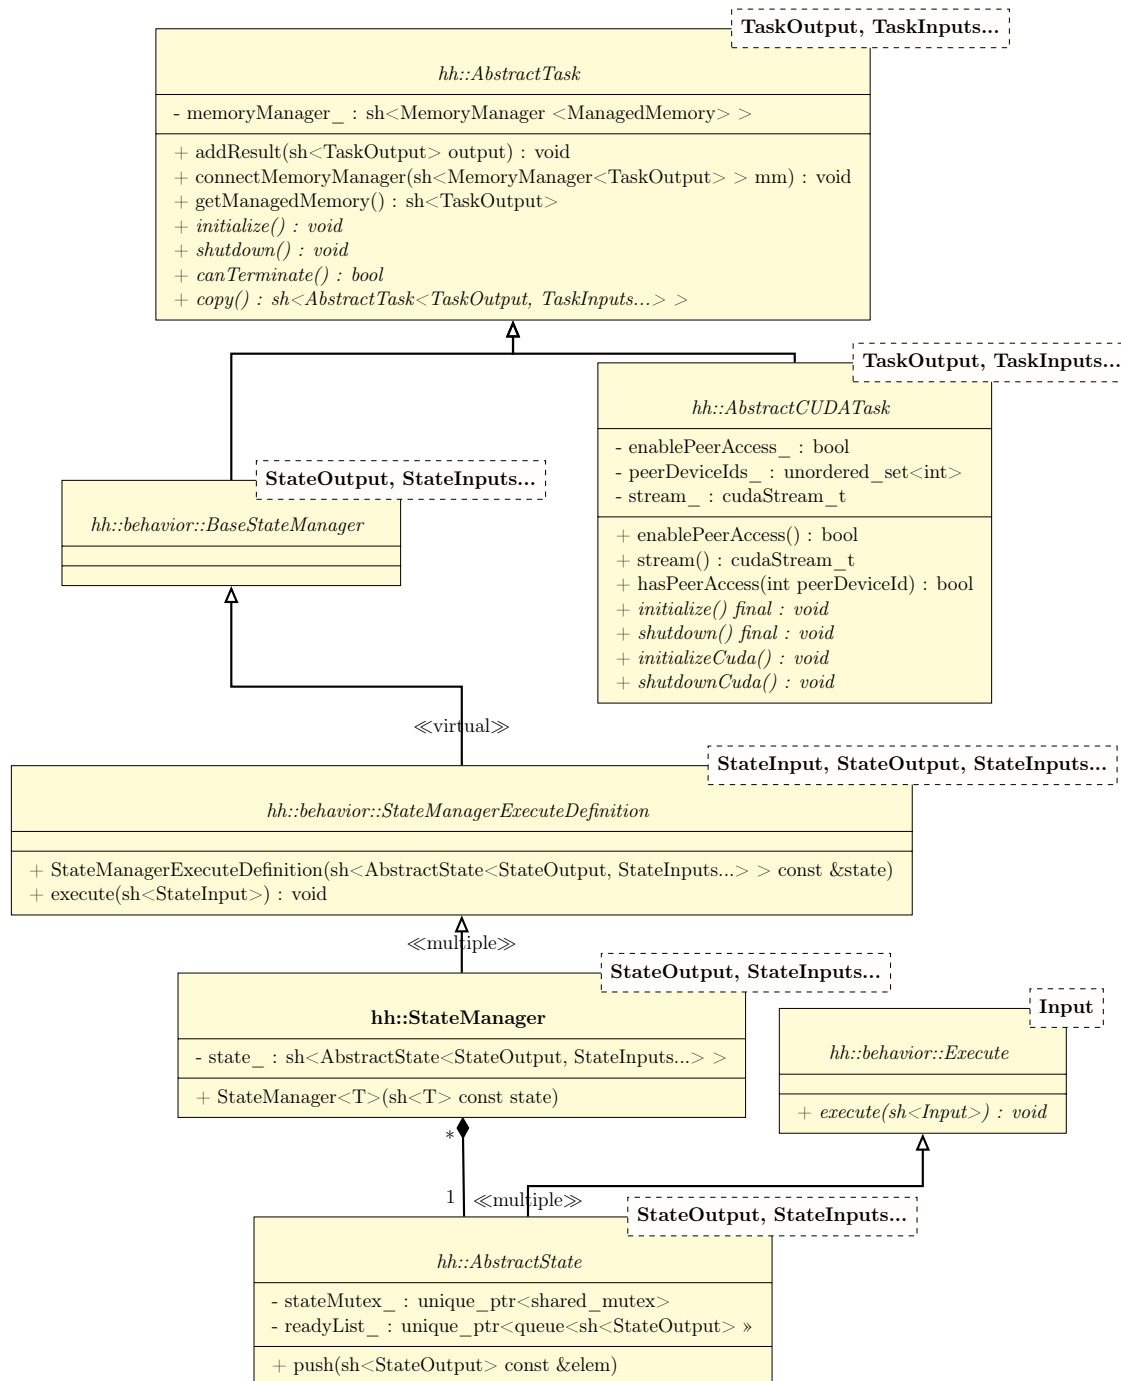 TaskOutput, TaskInputs...
hh::AbstractTask
- memoryManager_ : sh<MemoryManager <ManagedMemory> >
+ addResult(sh<TaskOutput> output) : void
+ connectMemoryManager(sh<MemoryManager<TaskOutput> > mm) : void
+ getManagedMemory() : sh<TaskOutput>
+ initialize() : void
+ shutdown() : void
+ canTerminate() : bool
+ copy() : sh<AbstractTask<TaskOutput, TaskInputs...> >
TaskOutput, TaskInputs...
hh::AbstractCUDATask
- enablePeerAccess_ : bool
- peerDeviceIds_ : unordered_set<int>
- stream_ : cudaStream_t
+ enablePeerAccess() : bool
+ stream() : cudaStream_t
+ hasPeerAccess(int peerDeviceId) : bool
+ initialize() final : void
+ shutdown() final : void
+ initializeCuda() : void
+ shutdownCuda() : void
StateOutput, StateInputs...
hh::behavior::BaseStateManager
≪virtual≫
StateInput, StateOutput, StateInputs...
hh::behavior::StateManagerExecuteDefinition
+ StateManagerExecuteDefinition(sh<AbstractState<StateOutput, StateInputs...> > const &state)
+ execute(sh<StateInput>) : void
≪multiple≫
StateOutput, StateInputs...
hh::StateManager
- state_ : sh<AbstractState<StateOutput, StateInputs...> >
+ StateManager<T>(sh<T> const state)
Input
hh::behavior::Execute
+ execute(sh<Input>) : void
*
1
≪multiple≫
StateOutput, StateInputs...
hh::AbstractState
- stateMutex_ : unique_ptr<shared_mutex>
- readyList_ : unique_ptr<queue<sh<StateOutput> »
+ push(sh<StateOutput> const &elem)